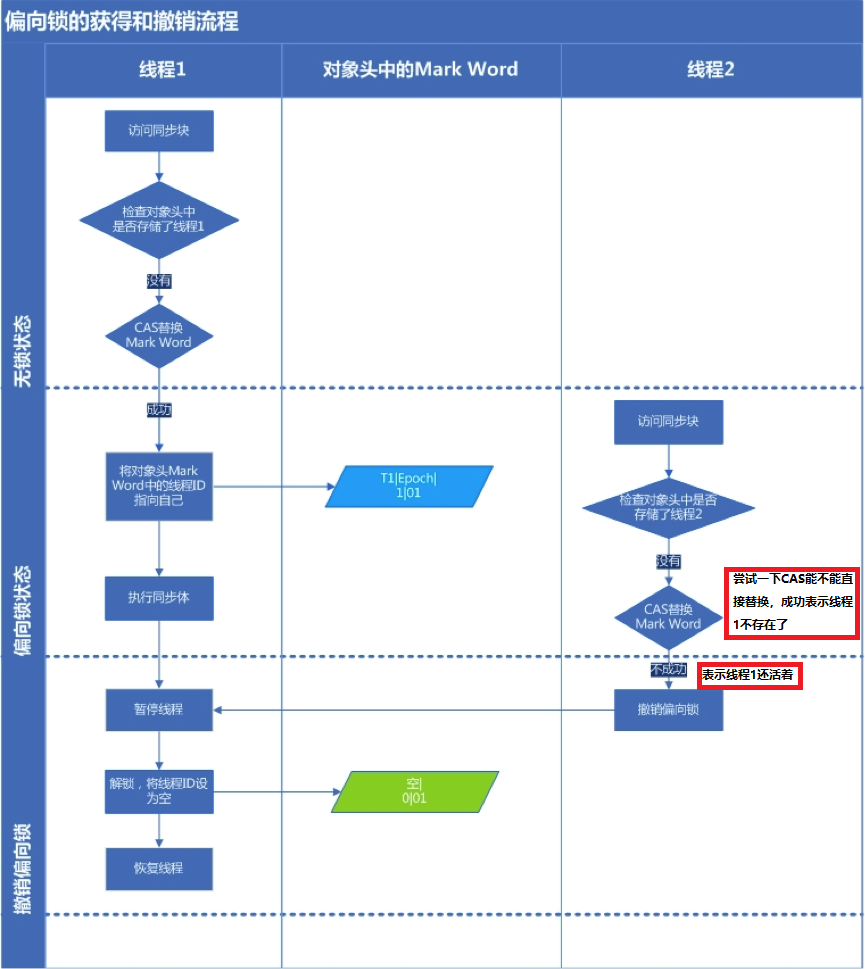 偏向锁的获得和撤销流程
线程1
对象头中的Mark Word
线程2
无锁状态
访问同步块
检查对象头中
是否存储了线程1
没有
CAS替换
Mark Word
偏向锁状态
成功
将对象头Mark
Word中的线程ID
指向自己
T1|Epoch|
1|01
执行同步体
访问同步块
检查对象头中是否
存储了线程2
没有
CAS替换
Mark Word
尝试一下CAS能不能直
接替换，成功表示线程
1不存在了
撤销偏向锁
不成功
表示线程1还活着
撤销偏向锁
暂停线程
解锁，将线程ID设
为空
空|
0|01
恢复线程